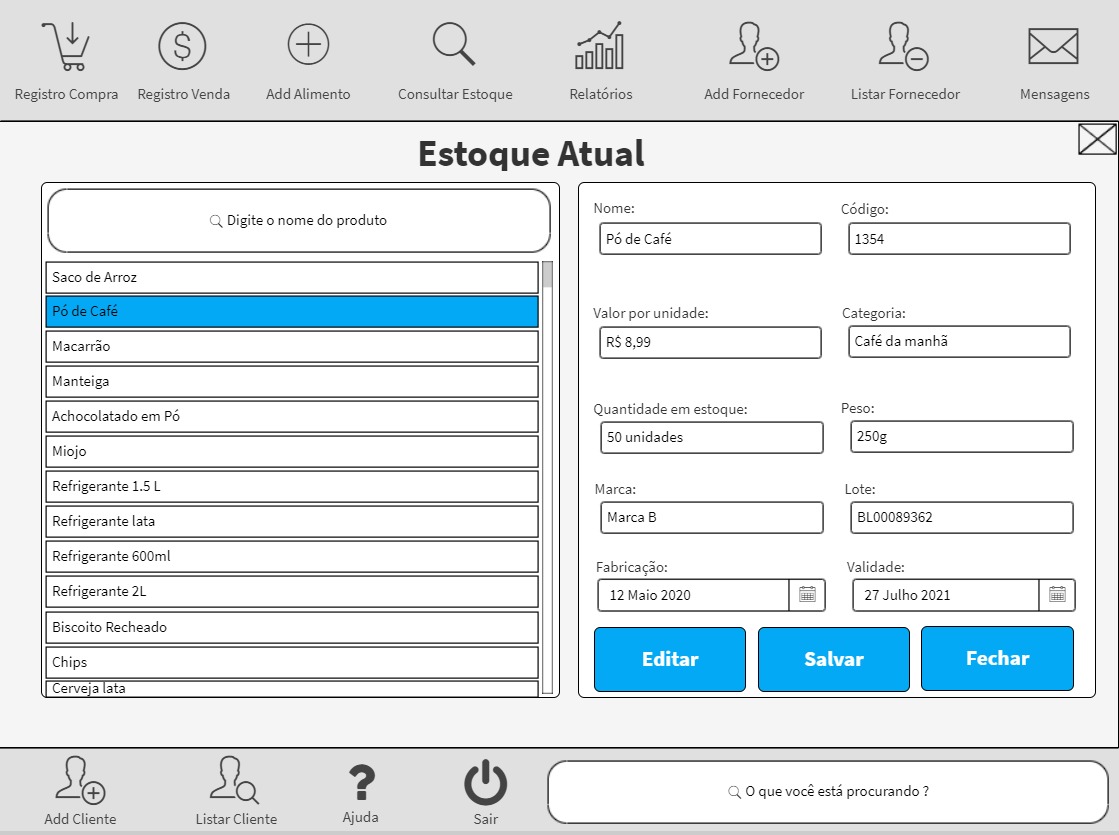 Registro Compra
Registro Venda
Add Alimento
Consultar Estoque
Relatórios
Add Fornecedor
Listar Fornecedor
Mensagens
Estoque Atual
Digite o nome do produto
Saco de Arroz
Pó de Café
Macarrão
Manteiga
Achocolatado em Pó
Miojo
Refrigerante 1.5 L
Refrigerante lata
Refrigerante 600ml
Refrigerante 2L
Biscoito Recheado
Chips
Cerveja lata
Nome:
Pó de Café
Código:
1354
Valor por unidade:
R$ 8,99
Categoria:
Café da manhã
Quantidade em estoque:
50 unidades
Peso:
250g
Marca:
Marca B
Lote:
BL00089362
Fabricação:
12 Maio 2020
Validade:
27 Julho 2021
Editar
Salvar
Fechar
Add Cliente
Listar Cliente
Ajuda
Sair
O que você está procurando ?